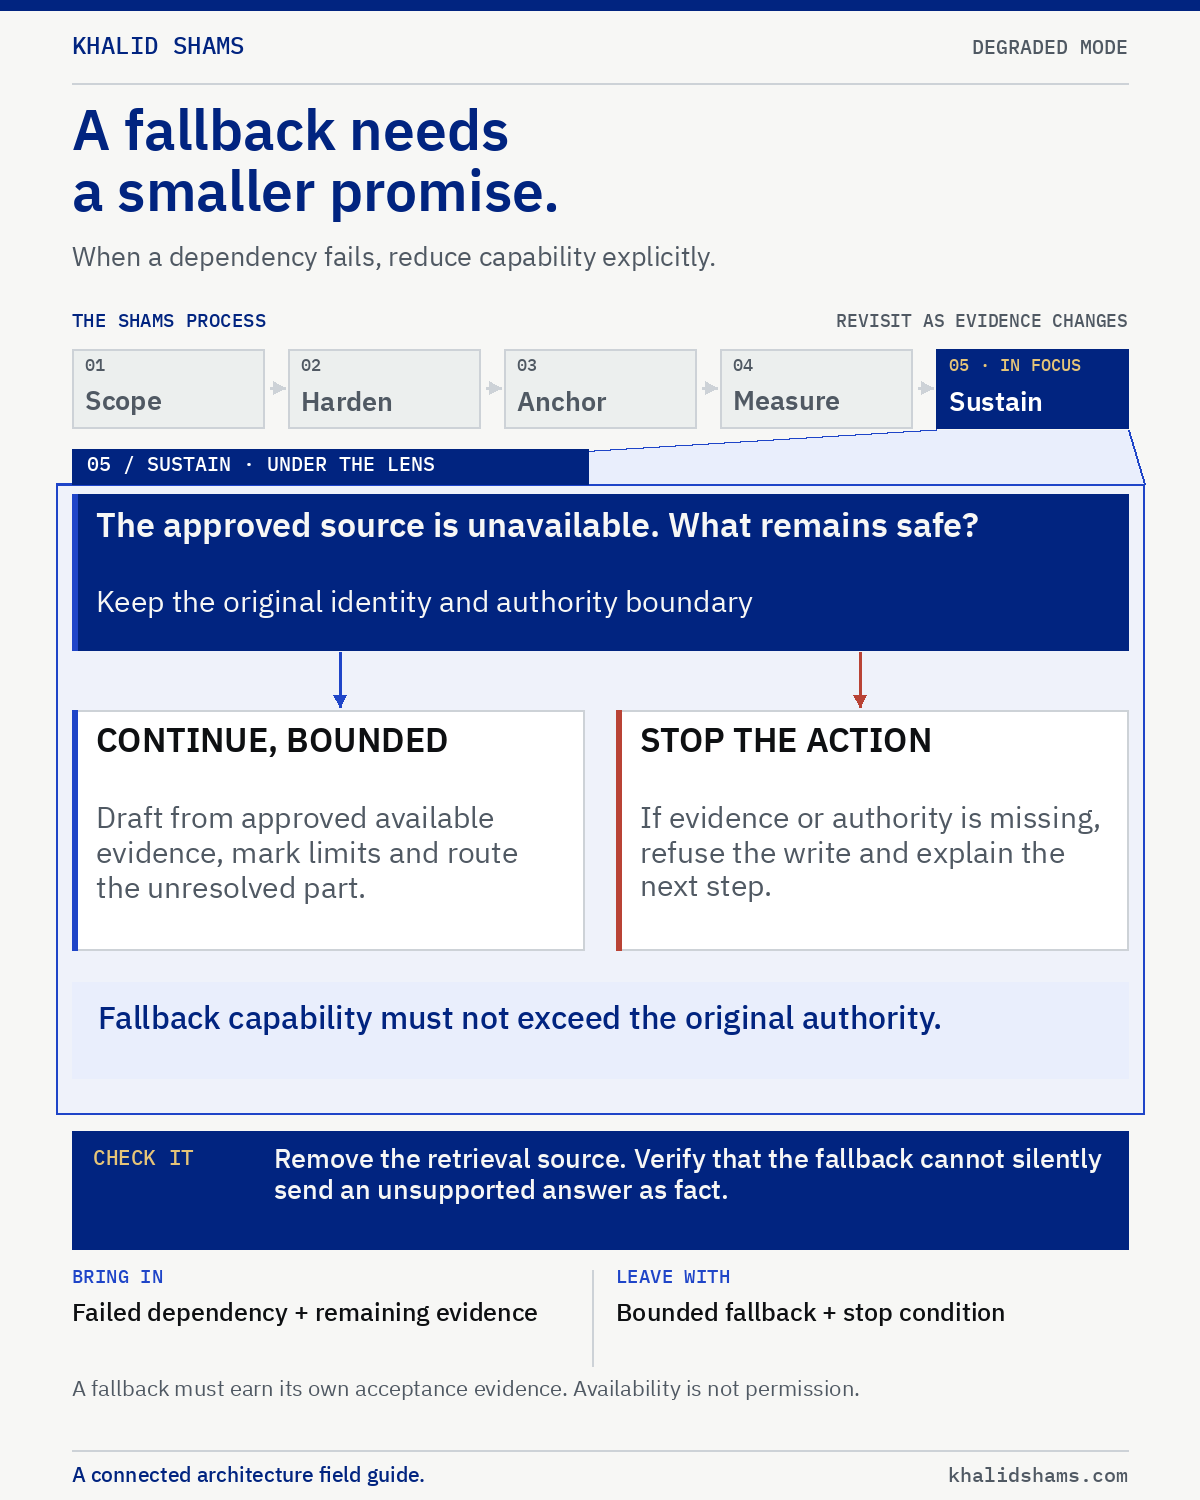 KHALID SHAMS
DEGRADED MODE
A fallback needs
a smaller promise.
When a dependency fails, reduce capability explicitly.
THE SHAMS PROCESS
REVISIT AS EVIDENCE CHANGES
01
Scope
02
Harden
03
Anchor
04
Measure
05 · IN FOCUS
Sustain
05 / SUSTAIN · UNDER THE LENS
The approved source is unavailable. What remains safe?
Keep the original identity and authority boundary
CONTINUE, BOUNDED
Draft from approved available
evidence, mark limits and route
the unresolved part.
STOP THE ACTION
If evidence or authority is missing,
refuse the write and explain the
next step.
Fallback capability must not exceed the original authority.
CHECK IT
Remove the retrieval source. Verify that the fallback cannot silently
send an unsupported answer as fact.
BRING IN
Failed dependency + remaining evidence
LEAVE WITH
Bounded fallback + stop condition
A fallback must earn its own acceptance evidence. Availability is not permission.
A connected architecture field guide.
khalidshams.com